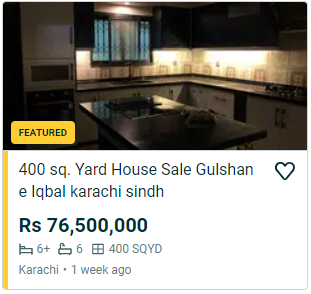 FEATURED
400 sq. Yard House Sale Gulshan
e Iqbal karachi sindh
Rs 76,500,000
6+ 6 400 SQYD
Karachi • 1 week ago